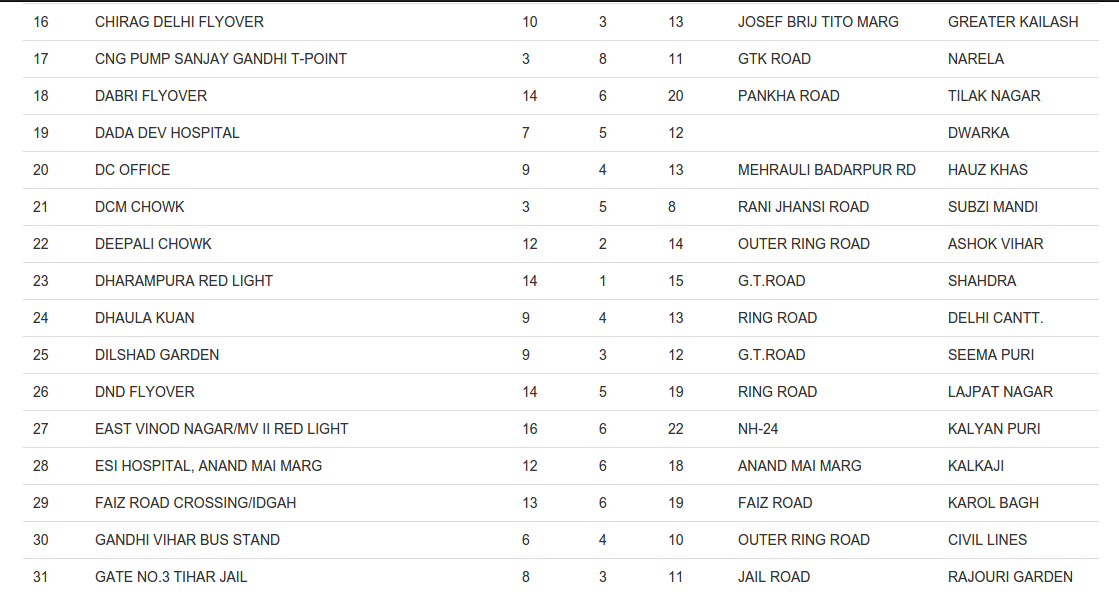 16 CHIRAG DELHI FLYOVER 10 3 13 JOSEF BRIJ TITO MARG GREATER KAILASH
17 CNG PUMP SANJAY GANDHI T-POINT 3 8 11 GTK ROAD NARELA
18 DABRI FLYOVER 14 6 20 PANKHA ROAD TILAK NAGAR
19 DADA DEV HOSPITAL 7 5 12 DWARKA
20 DC OFFICE 9 4 13 MEHRAULI BADARPUR RD HAUZ KHAS
21 DCM CHOWK 3 5 8 RANI JHANSI ROAD SUBZI MANDI
22 DEEPALI CHOWK 12 2 14 OUTER RING ROAD ASHOK VIHAR
23 DHARAMPURA RED LIGHT 14 1 15 G.T.ROAD SHAHDRA
24 DHAULA KUAN 9 4 13 RING ROAD DELHI CANTT.
25 DILSHAD GARDEN 9 3 12 G.T.ROAD SEEMA PURI
26 DND FLYOVER 14 5 19 RING ROAD LAJPAT NAGAR
27 EAST VINOD NAGAR/MV II RED LIGHT 16 6 22 NH-24 KALYAN PURI
28 ESI HOSPITAL, ANAND MAI MARG 12 6 18 ANAND MAI MARG KALKAJI
29 FAIZ ROAD CROSSING/IDGAH 13 6 19 FAIZ ROAD KAROL BAGH
30 GANDHI VIHAR BUS STAND 6 4 10 OUTER RING ROAD CIVIL LINES
31 GATE NO.3 TIHAR JAIL 8 3 11 JAIL ROAD RAJOURI GARDEN